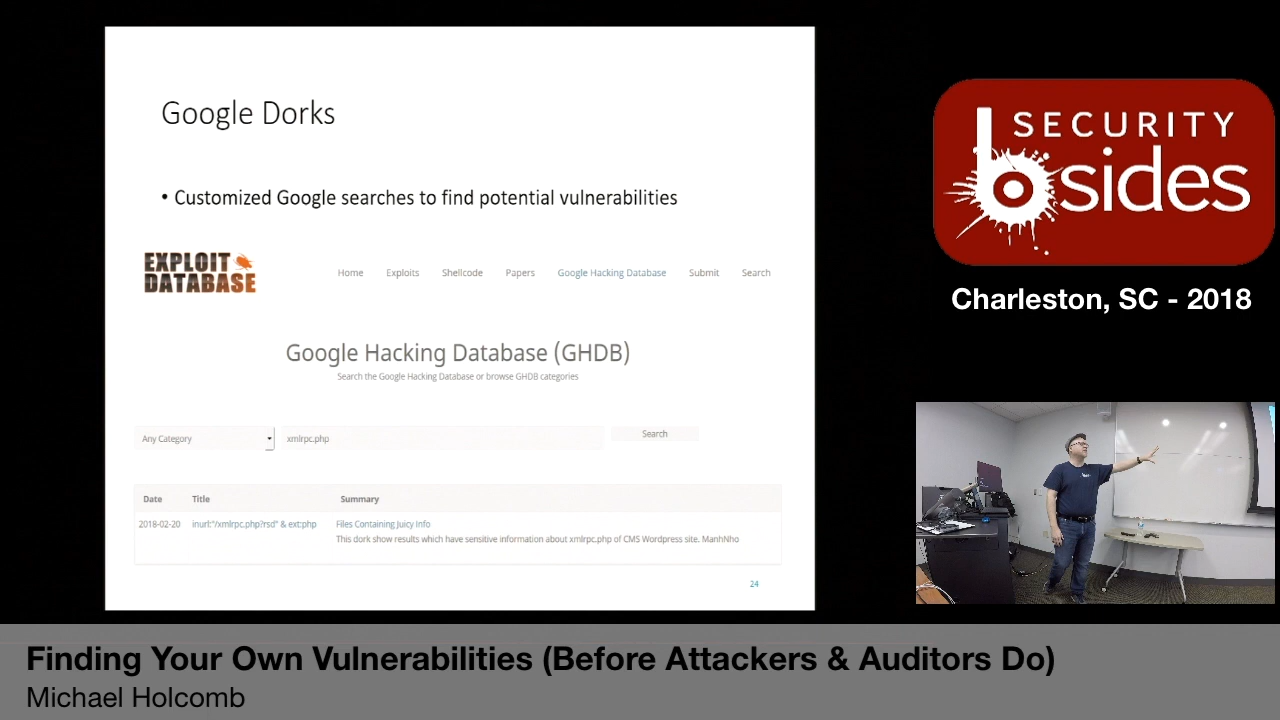 Google Dorks
• Customized Google searches to find potential vulnerabilities
EXPLOIT
DATABASE
Home Exploits Shellcode Papers Google Hacking Database Submit Search
Google Hacking Database (GHDB)
Search the Google Hacking Database or browse GHDB categories
Any Category xmlrpc.php Search
Date Title Summary
2018-02-20 inurl:"/xmlrpc.php?rsd" & ext:php Files Containing Juicy Info
This dork show results which have sensitive information about xmlrpc.php of CMS Wordpress site. ManhNho
24
SECURITY
bsides
Charleston, SC - 2018
Finding Your Own Vulnerabilities (Before Attackers & Auditors Do)
Michael Holcomb